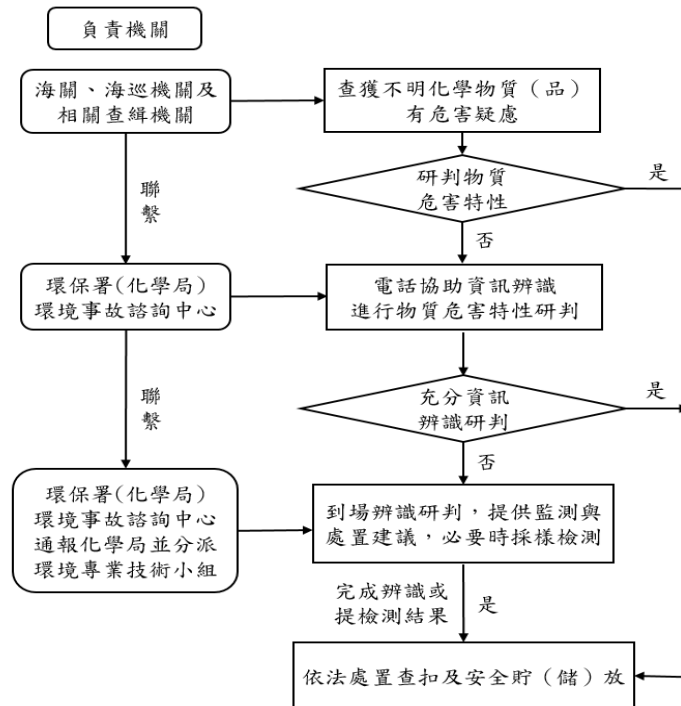 負責機關
海關、海巡機關及
相關查緝機關
查獲不明化學物質（品）
有危害疑慮
研判物質
危害特性
是
聯
繫
否
環保署(化學局)
環境事故諮詢中心
電話協助資訊辨識
進行物質危害特性研判
聯
繫
充分資訊
辨識研判
是
否
環保署(化學局)
環境事故諮詢中心
通報化學局並分派
環境專業技術小組
到場辨識研判，提供監測與
處置建議，必要時採樣檢測
完成辨識或
提檢測結果
是
依法處置查扣及安全貯（儲）放